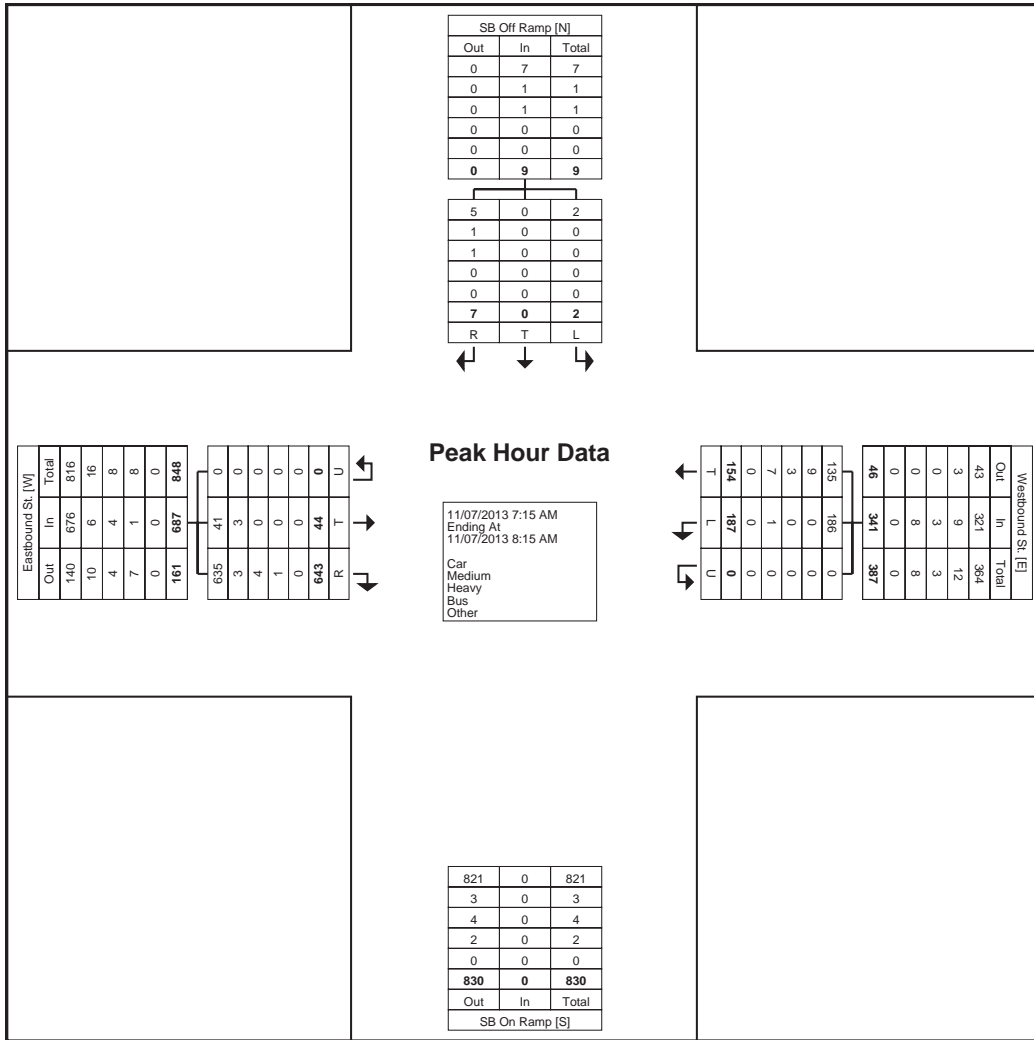 SB Off Ramp [N]
Out In Total
0 7 7
0 1 1
0 1 1
0 0 0
0 0 0
0 9 9
5 0 2
1 0 0
1 0 0
0 0 0
0 0 0
7 0 2
R T L
Eastbound St. [W]
Out In Total
140 676 816
10 6 16
4 4 8
7 1 8
0 0 0
161 687 848
635 41 0
3 3 0
4 0 0
1 0 0
0 0 0
643 44 0
R T U
Peak Hour Data
11/07/2013 7:15 AM
Ending At
11/07/2013 8:15 AM
Car
Medium
Heavy
Bus
Other
Westbound St. [E]
Out In Total
43 321 364
3 9 12
0 3 3
0 8 8
0 0 0
46 341 387
135 186 0
9 0 0
3 0 0
7 1 0
0 0 0
154 187 0
T L U
821 0 821
3 0 3
4 0 4
2 0 2
0 0 0
830 0 830
Out In Total
SB On Ramp [S]